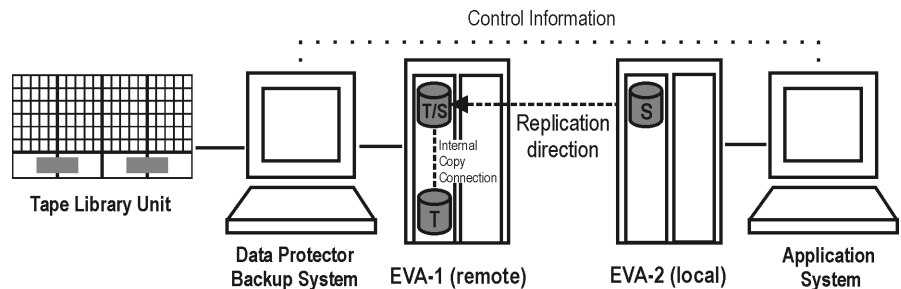 Control Information
T/S
S
Replication
direction
Internal
Copy
Connection
T
Tape Library Unit
Data Protector
Backup System
EVA-1 (remote)
EVA-2 (local)
Application
System